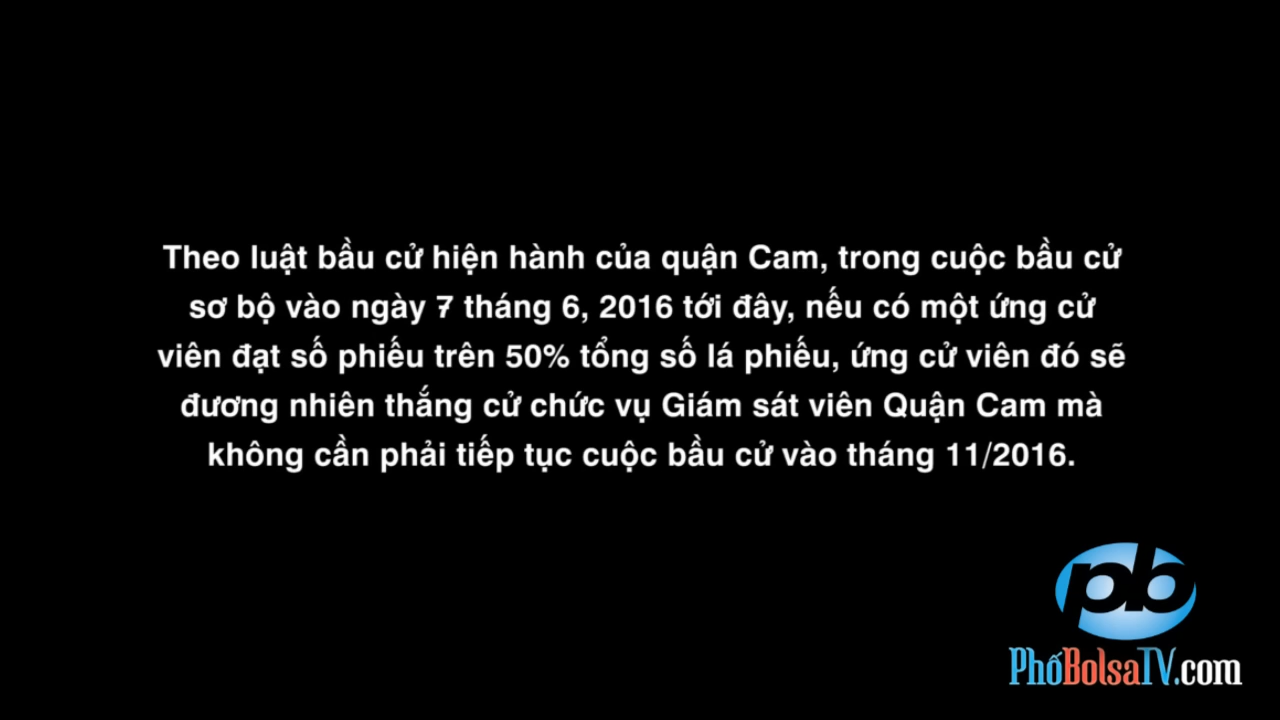 Theo luật bầu cử hiện hành của quận Cam, trong cuộc bầu cử
sơ bộ vào ngày 7 tháng 6, 2016 tới đây, nếu có một ứng cử
viên đạt số phiếu trên 50% tổng số lá phiếu, ứng cử viên đó sẽ
đương nhiên thắng cử chức vụ Giám sát viên Quận Cam mà
không cần phải tiếp tục cuộc bầu cử vào tháng 11/2016.
pb
PhốBolsaTV.com